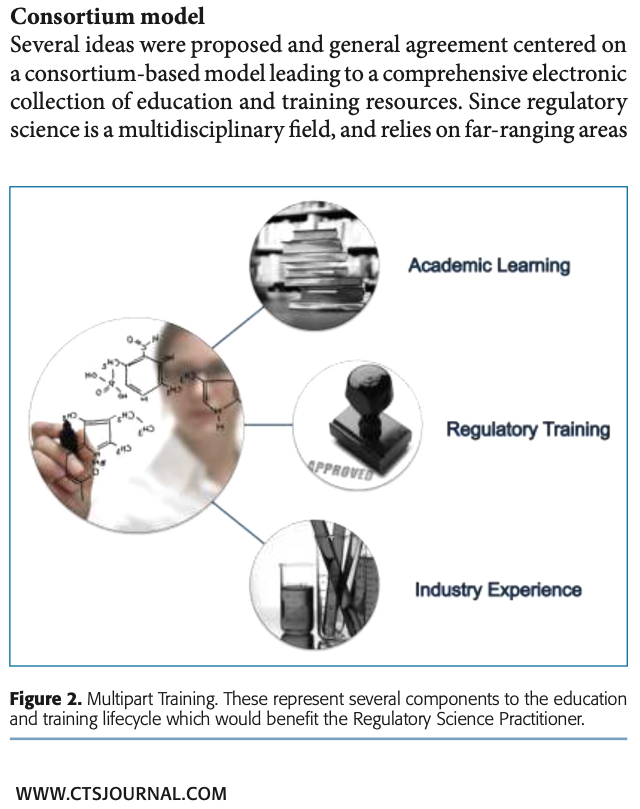 Consortium model
Several ideas were proposed and general agreement centered on
a consortium-based model leading to a comprehensive electronic
collection of education and training resources. Since regulatory
science is a multidisciplinary field, and relies on far-ranging areas
Academic Learning
Regulatory Training
APPROVED
Industry Experience
Figure 2. Multipart Training. These represent several components to the education
and training lifecycle which would benefit the Regulatory Science Practitioner.
WWW.CTSJOURNAL.COM